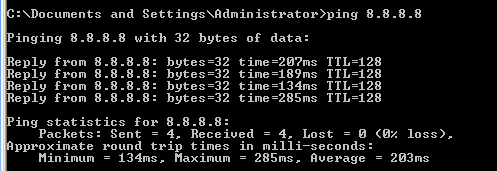 C:\Documents and Settings\Administrator>ping 8.8.8.8
Pinging 8.8.8.8 with 32 bytes of data:
Reply from 8.8.8.8: bytes=32 time=207ms TTL=128
Reply from 8.8.8.8: bytes=32 time=189ms TTL=128
Reply from 8.8.8.8: bytes=32 time=134ms TTL=128
Reply from 8.8.8.8: bytes=32 time=285ms TTL=128
Ping statistics for 8.8.8.8:
    Packets: Sent = 4, Received = 4, Lost = 0 (0% loss),
Approximate round trip times in milli-seconds:
    Minimum = 134ms, Maximum = 285ms, Average = 203ms